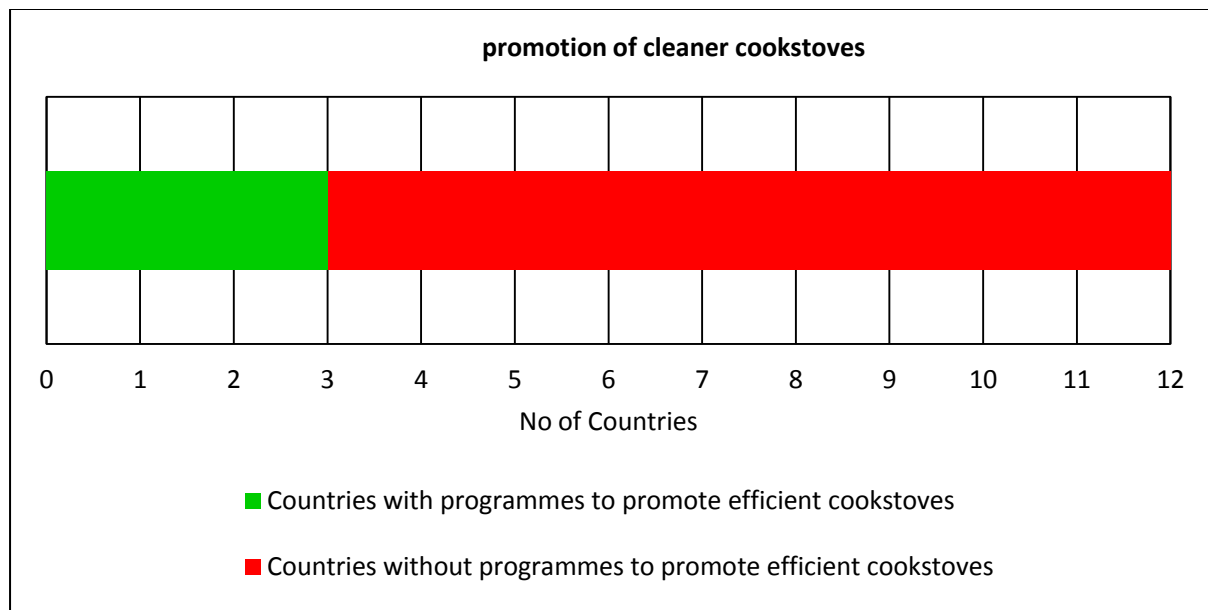 promotion of cleaner cookstoves
0 1 2 3 4 5 6 7 8 9 10 11 12
No of Countries
Countries with programmes to promote efficient cookstoves
Countries without programmes to promote efficient cookstoves